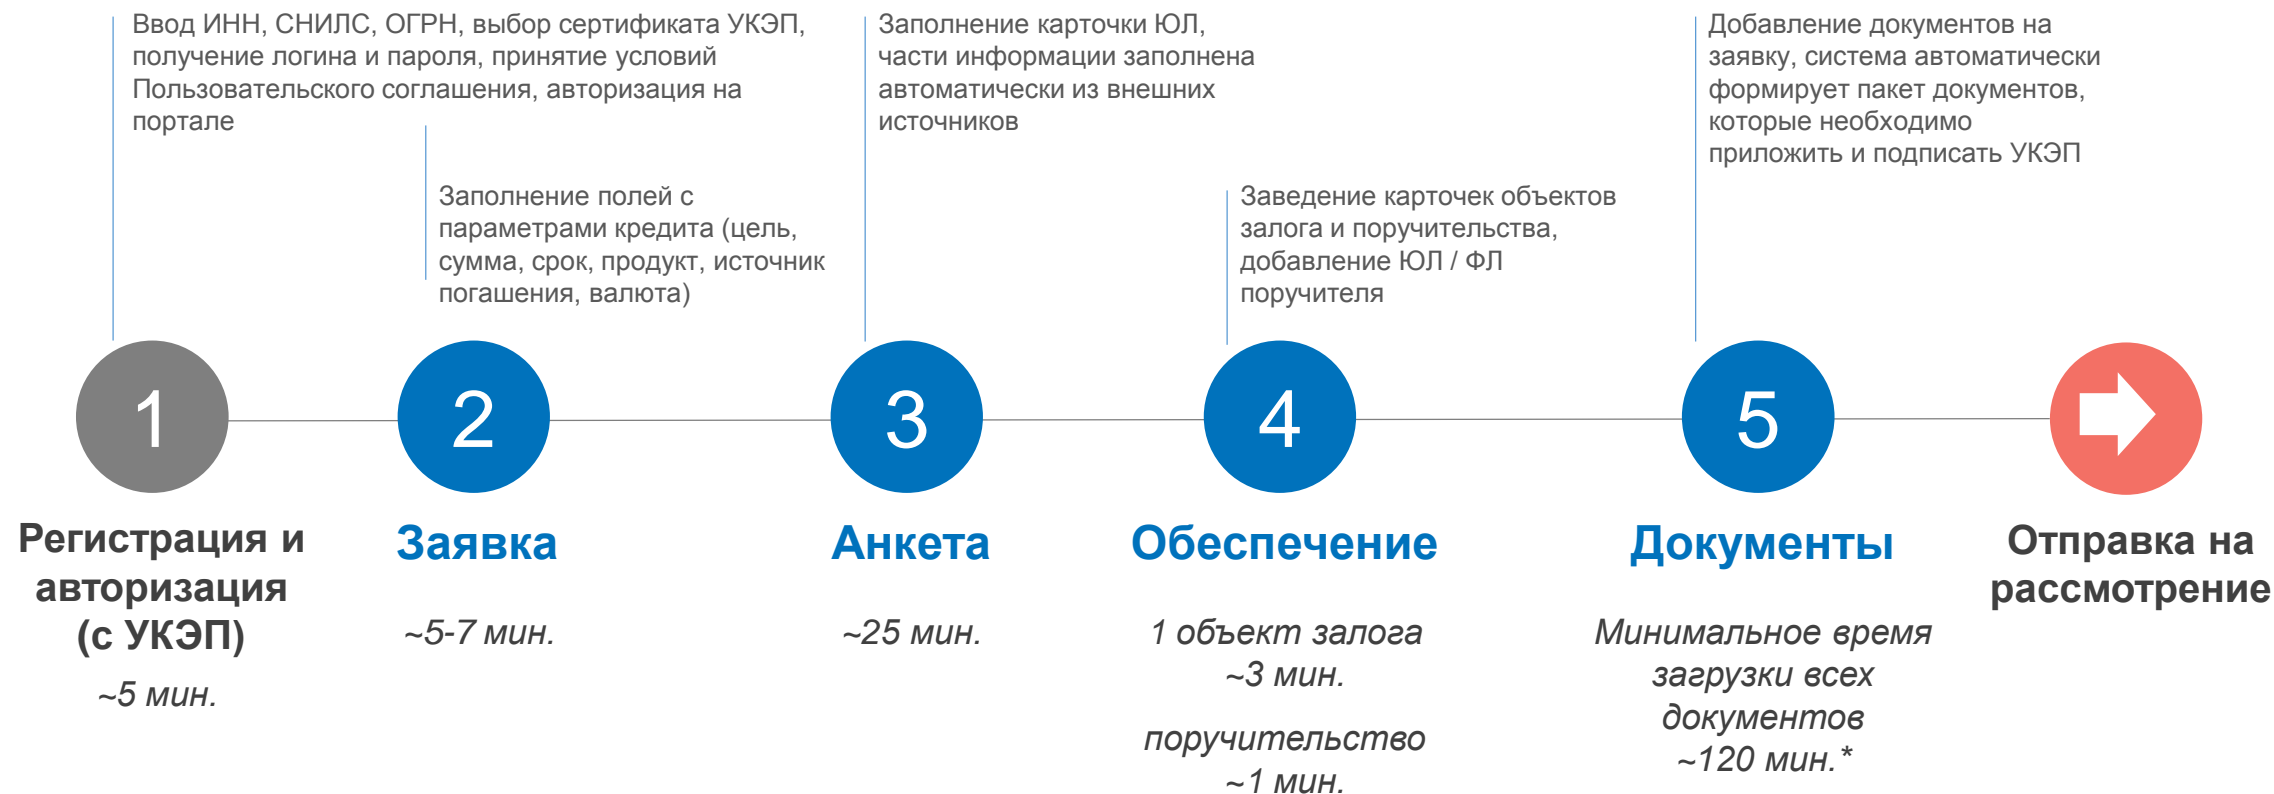 Ввод ИНН, СНИЛС, ОГРН, выбор сертификата УКЭП,
получение логина и пароля, принятие условий
Пользовательского соглашения, авторизация на
портале
Заполнение полей с
параметрами кредита (цель,
сумма, срок, продукт, источник
погашения, валюта)
Заполнение карточки ЮЛ,
части информации заполнена
автоматически из внешних
источников
Заведение карточек объектов
залога и поручительства,
добавление ЮЛ / ФЛ
поручителя
Добавление документов на
заявку, система автоматически
формирует пакет документов,
которые необходимо
приложить и подписать УКЭП
1
2
3
4
5
Регистрация и
авторизация
(с УКЭП)
~5 мин.
Заявка
~5-7 мин.
Анкета
~25 мин.
Обеспечение
1 объект залога
~3 мин.
поручительство
~1 мин.
Документы
Минимальное время
загрузки всех
документов
~120 мин.*
Отправка на
рассмотрение